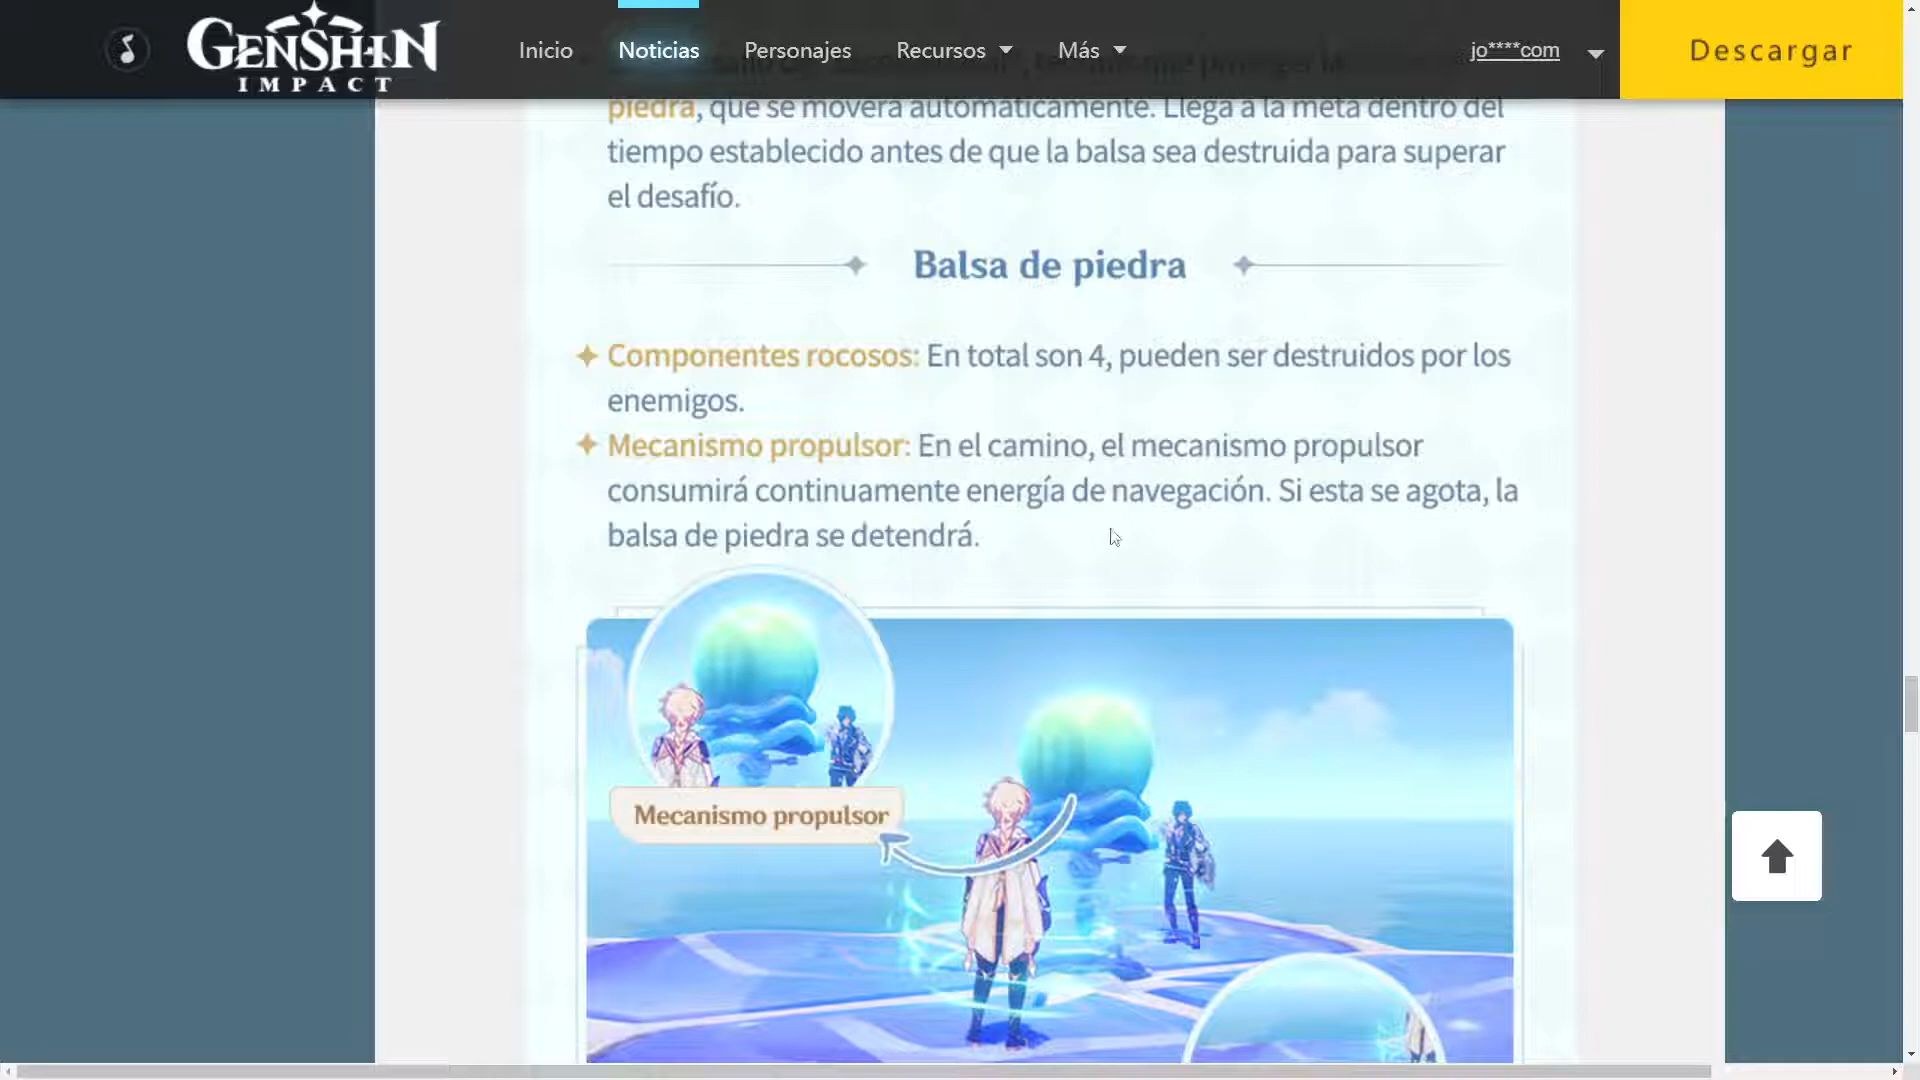 GENSHIN
IMPACT
Inicio
Noticias
Personajes
Recursos
Más
jo****com
Descargar
piedra, que se moverá automáticamente. Llega a la meta dentro del
tiempo establecido antes de que la balsa sea destruida para superar
el desafío.
Balsa de piedra
Componentes rocosos: En total son 4, pueden ser destruidos por los
enemigos.
Mecanismo propulsor: En el camino, el mecanismo propulsor
consumirá continuamente energía de navegación. Si esta se agota, la
balsa de piedra se detendrá.
Mecanismo propulsor